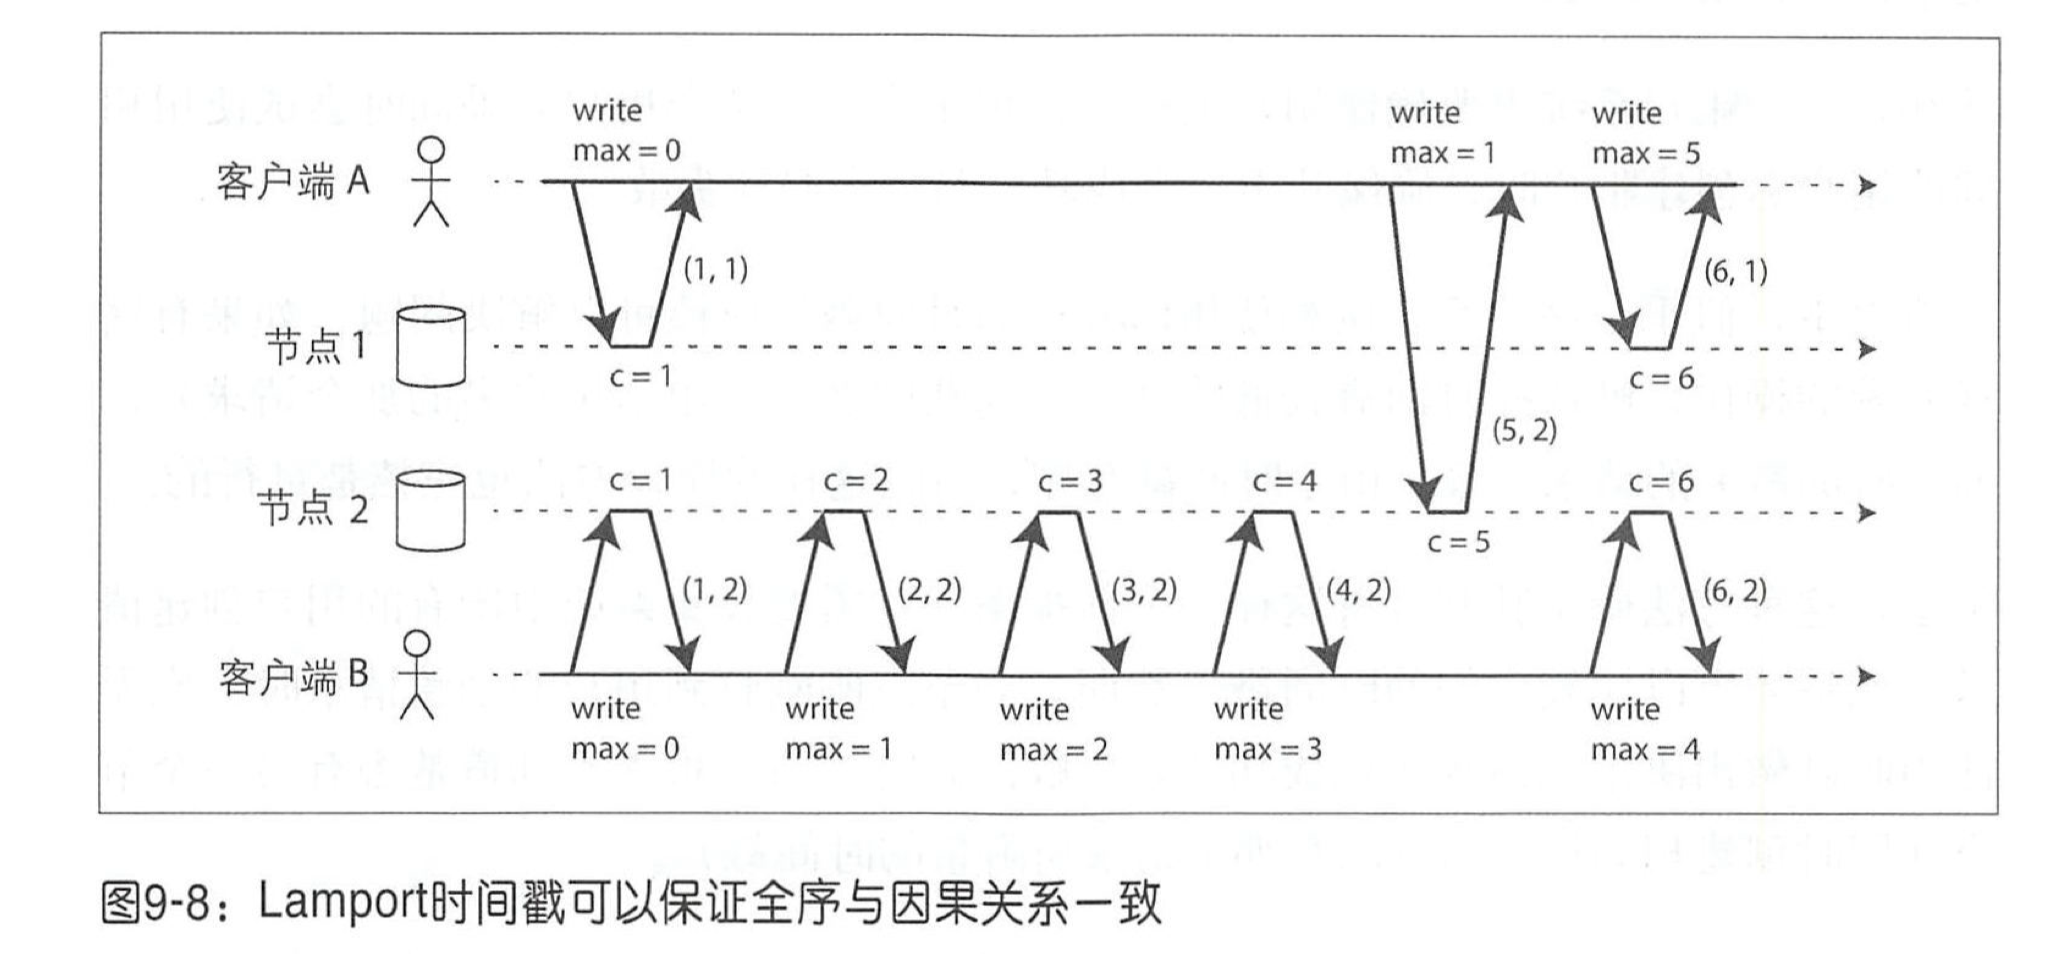 write
max = 0
write
max = 1
write
max = 5
客户端 A
(1, 1)
(6, 1)
节点 1
c = 1
c = 6
(5, 2)
节点 2
c = 1
c = 2
c = 3
c = 4
c = 6
c = 5
(1, 2)
(2, 2)
(3, 2)
(4, 2)
(6, 2)
客户端 B
write
max = 0
write
max = 1
write
max = 2
write
max = 3
write
max = 4
图9-8：Lamport时间戳可以保证全序与因果关系一致